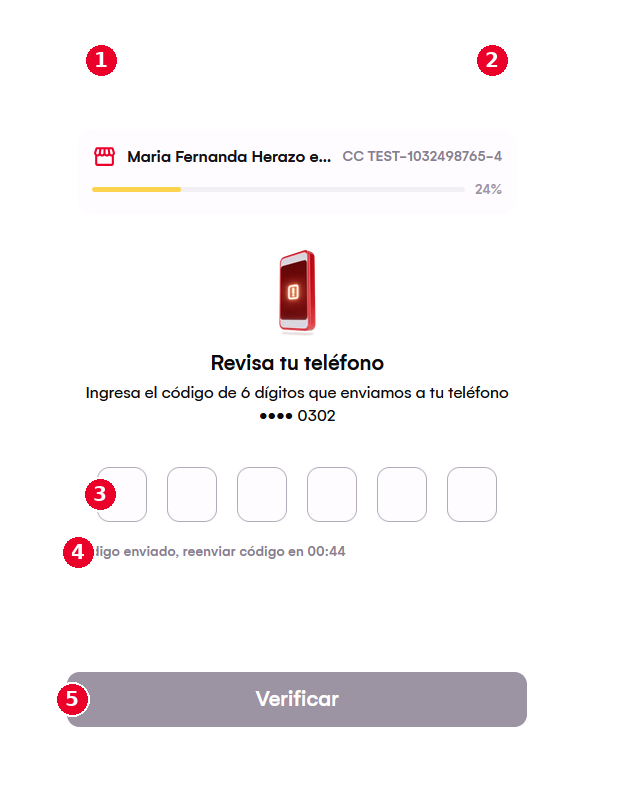 1
2
Maria Fernanda Herazo e... CC TEST-1032498765-4
24%
Revisa tu teléfono
Ingresa el código de 6 dígitos que enviamos a tu teléfono
•••• 0302
3
4 digo enviado, reenviar código en 00:44
5 Verificar